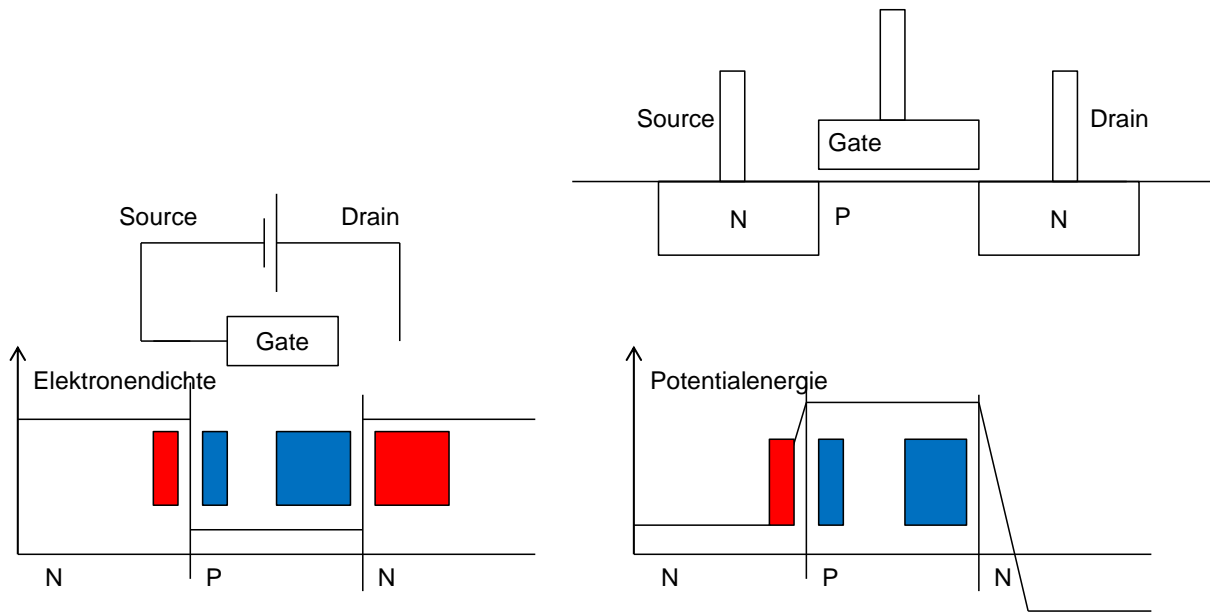 Source
Gate
Drain
N
P
N
Source
Drain
Gate
Elektronendichte
N
P
N
Potentialenergie
N
P
N